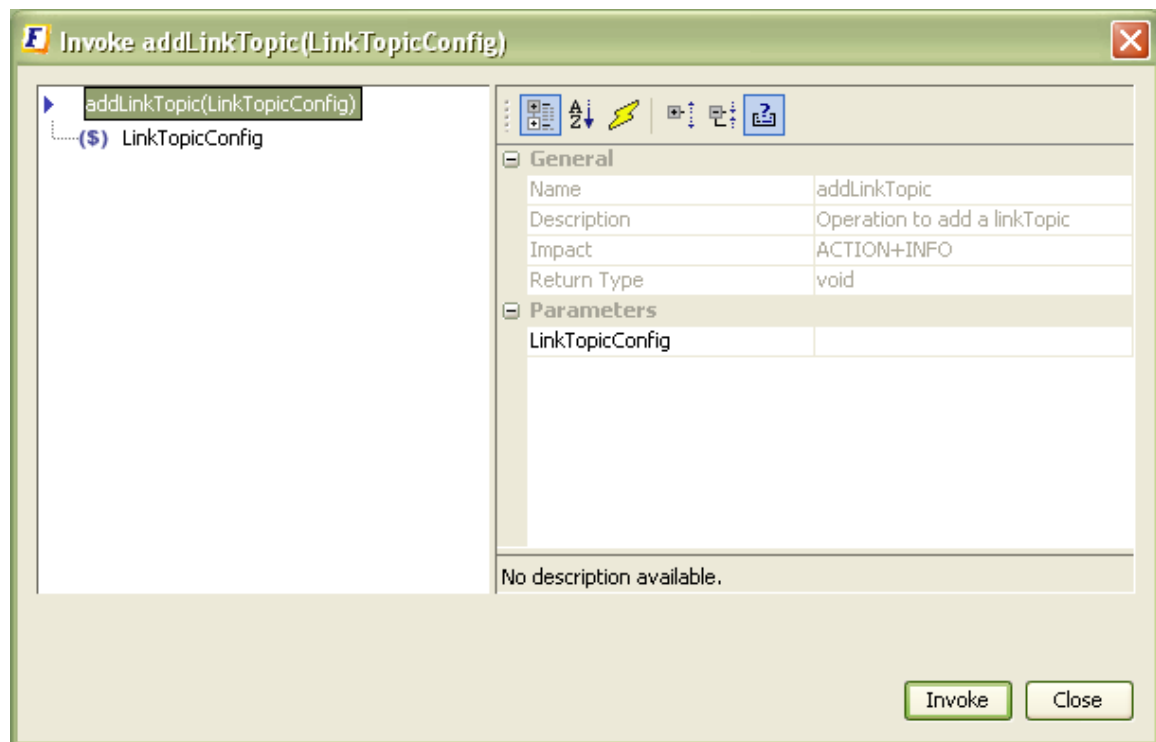 Invoke addLinkTopic(LinkTopicConfig)
addLinkTopic(LinkTopicConfig)
($) LinkTopicConfig
General
Name addLinkTopic
Description Operation to add a linkTopic
Impact ACTION+INFO
Return Type void
Parameters
LinkTopicConfig
No description available.
Invoke Close